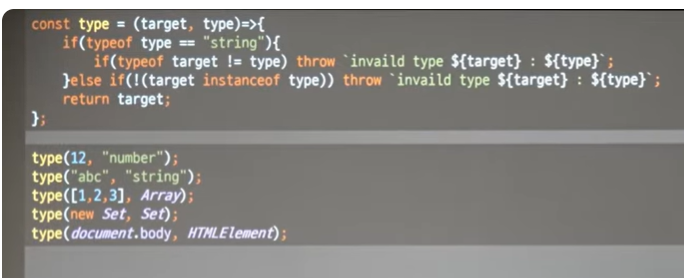 const type = (target, type)=>{
if(typeof type == "string"){
if(typeof target != type) throw `invaild type ${target} : ${type}`;
}else if(!(target instanceof type)) throw `invaild type ${target} : ${type}`;
return target;
};
type(12, "number");
type("abc", "string");
type([1,2,3], Array);
type(new Set, Set);
type(document.body, HTMLElement);